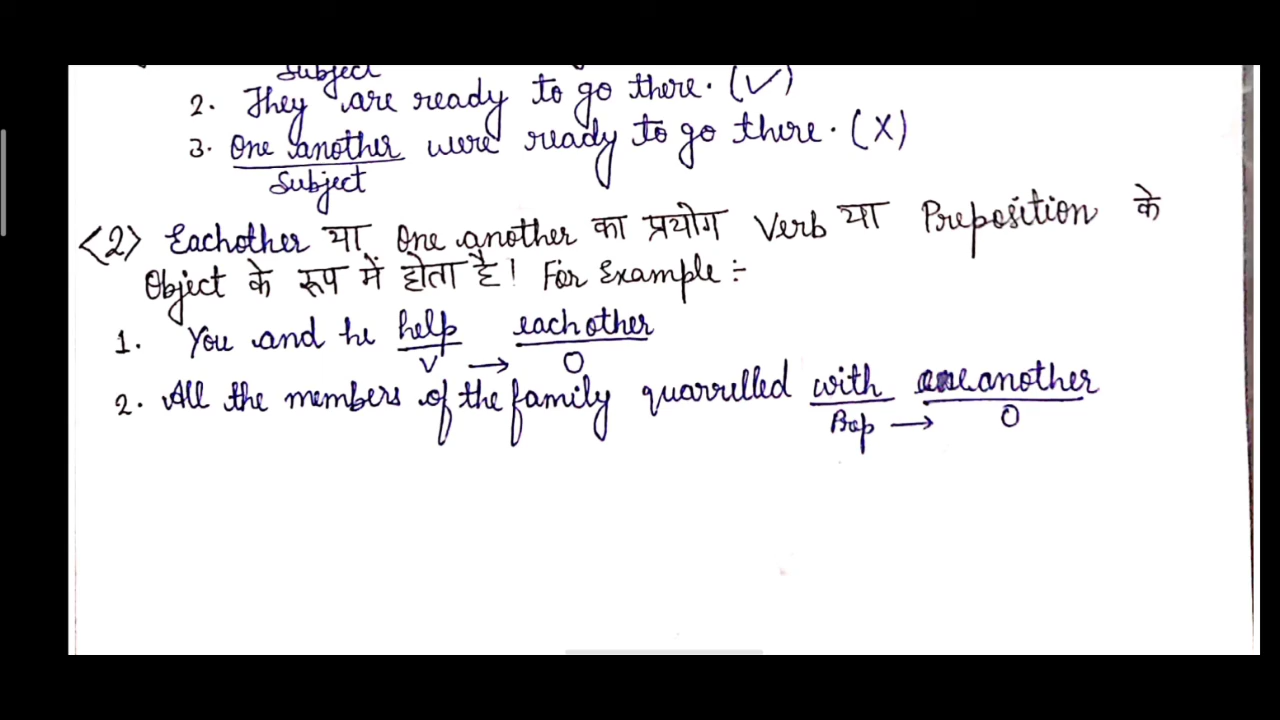 Subject
2. They are ready to go there. (✓)
3. One another were ready to go there. (X)
Subject
<2> Eachother या One another का प्रयोग Verb या Preposition के
Object के रूप में होता है! For Example :-
1. You and he help each other
V → O
2. All the members of the family quarrelled with one another
Prep → O